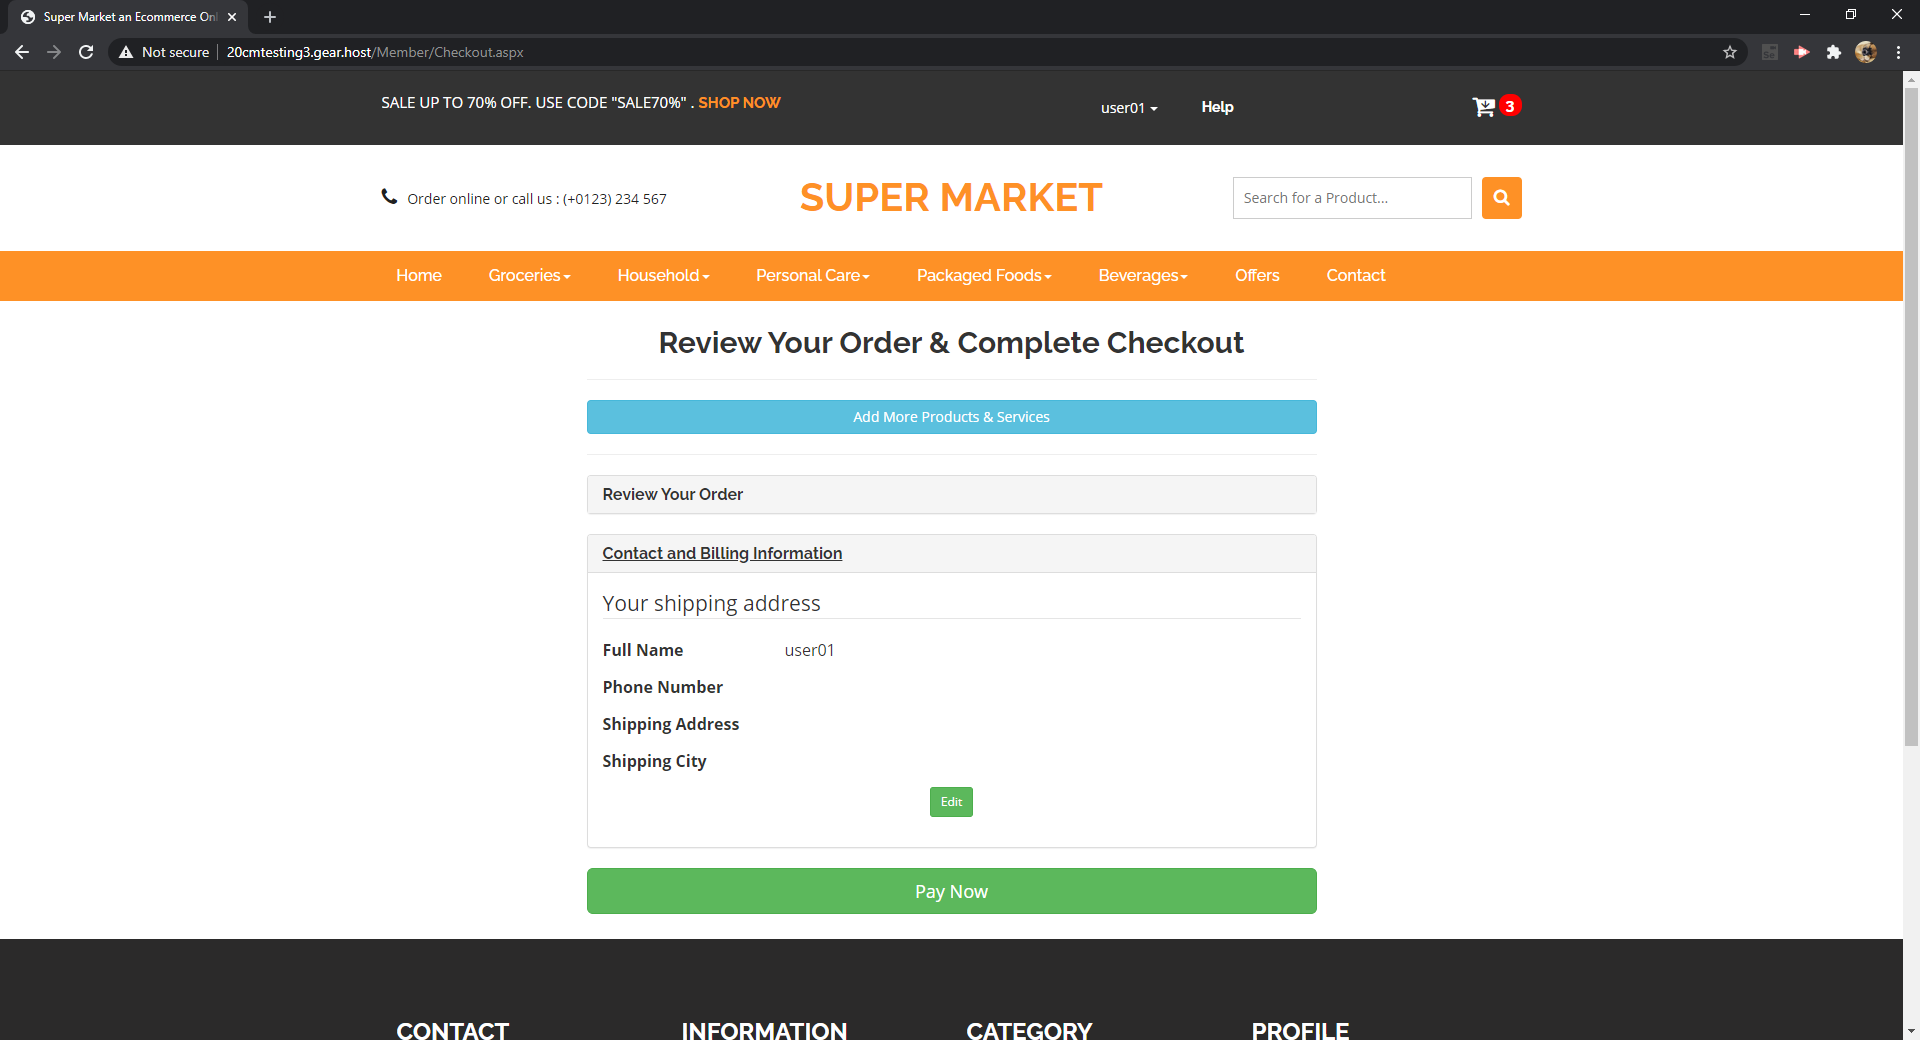 Super Market an Ecommerce Onl
Not secure
20cmtesting3.gear.host/Member/Checkout.aspx
SALE UP TO 70% OFF. USE CODE "SALE70%" . SHOP NOW
user01
Help
3
Order online or call us : (+0123) 234 567
SUPER MARKET
Search for a Product...
Home
Groceries
Household
Personal Care
Packaged Foods
Beverages
Offers
Contact
Review Your Order & Complete Checkout
Add More Products & Services
Review Your Order
Contact and Billing Information
Your shipping address
Full Name user01
Phone Number
Shipping Address
Shipping City
Edit
Pay Now
CONTACT
INFORMATION
CATEGORY
PROFILE